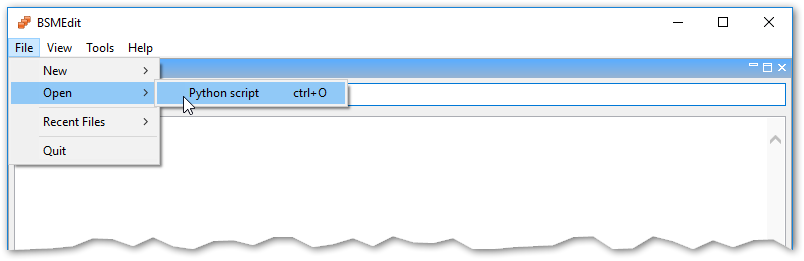 BSMEdit
File View Tools Help
New
Open
Python script ctrl+O
Recent Files
Quit